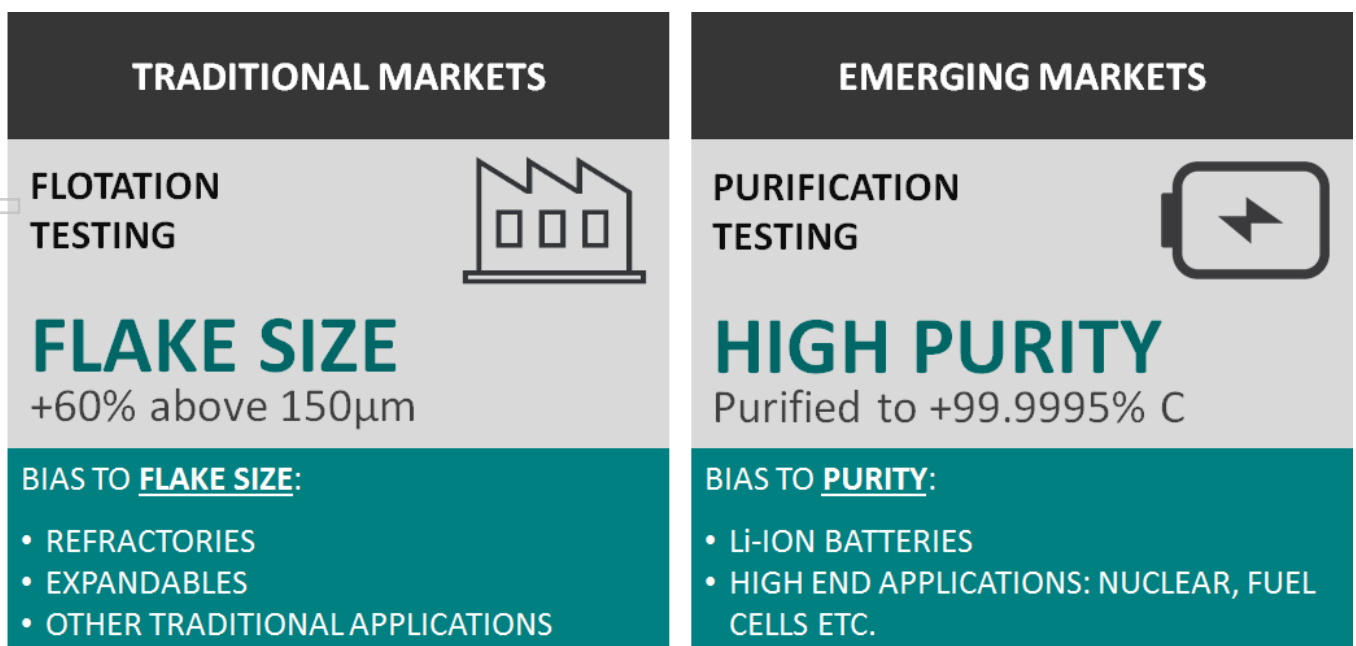 TRADITIONAL MARKETS
FLOTATION
TESTING
FLAKE SIZE
+60% above 150µm
BIAS TO FLAKE SIZE:
• REFRACTORIES
• EXPANDABLES
• OTHER TRADITIONAL APPLICATIONS
EMERGING MARKETS
PURIFICATION
TESTING
HIGH PURITY
Purified to +99.9995% C
BIAS TO PURITY:
• Li-ION BATTERIES
• HIGH END APPLICATIONS: NUCLEAR, FUEL
CELLS ETC.